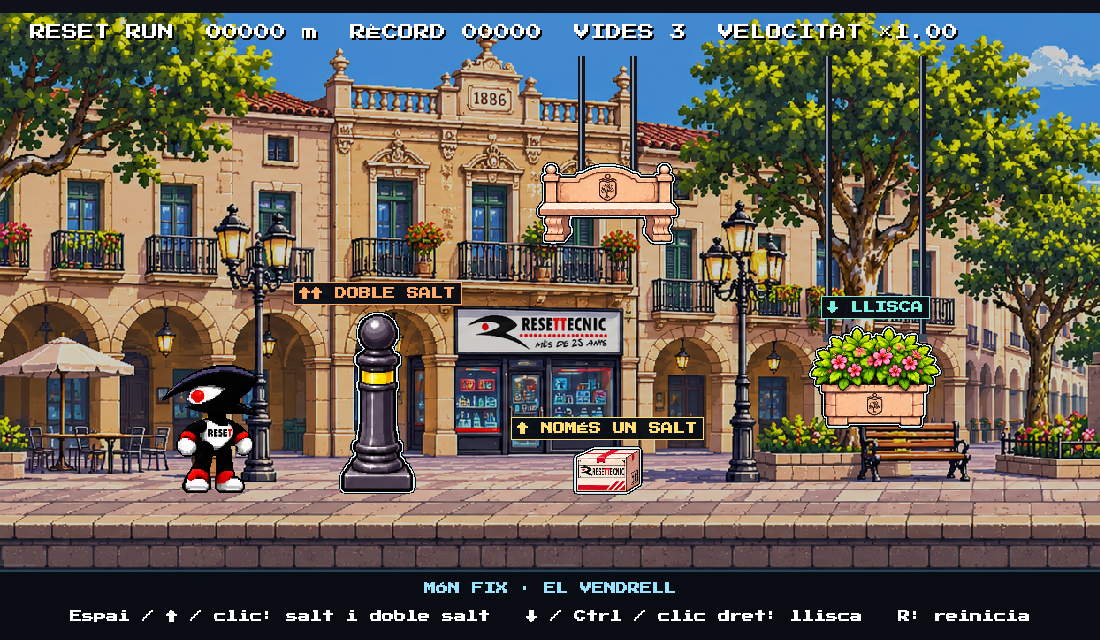 RESET RUN 00000 m RèCORD 00000 VIDES 3 VELOCITAT ×1.00
1886
↑↑ DOBLE SALT
↓ LLISCA
RESETTECNIC
MÉS DE 25 ANYS
RESET
↑ NOMéS UN SALT
RESETTECNIC
MóN FIX · EL VENDRELL
Espai / ↑ / clic: salt i doble salt ↓ / Ctrl / clic dret: llisca R: reinicia